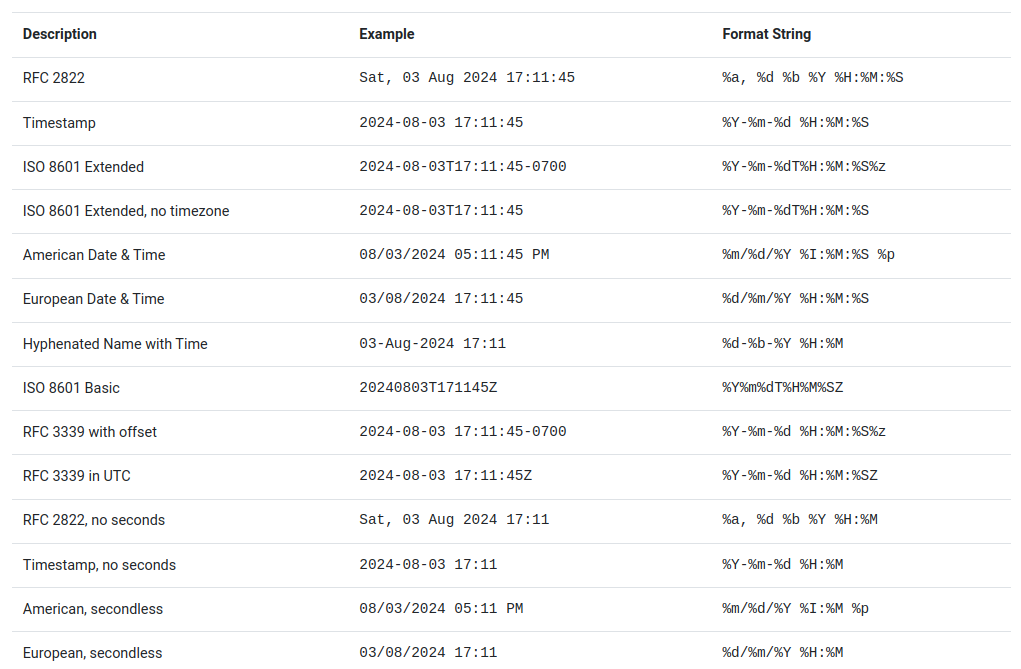 Description Example Format String
RFC 2822 Sat, 03 Aug 2024 17:11:45 %a, %d %b %Y %H:%M:%S
Timestamp 2024-08-03 17:11:45 %Y-%m-%d %H:%M:%S
ISO 8601 Extended 2024-08-03T17:11:45-0700 %Y-%m-%dT%H:%M:%S%z
ISO 8601 Extended, no timezone 2024-08-03T17:11:45 %Y-%m-%dT%H:%M:%S
American Date & Time 08/03/2024 05:11:45 PM %m/%d/%Y %I:%M:%S %p
European Date & Time 03/08/2024 17:11:45 %d/%m/%Y %H:%M:%S
Hyphenated Name with Time 03-Aug-2024 17:11 %d-%b-%Y %H:%M
ISO 8601 Basic 20240803T171145Z %Y%m%dT%H%M%SZ
RFC 3339 with offset 2024-08-03 17:11:45-0700 %Y-%m-%d %H:%M:%S%z
RFC 3339 in UTC 2024-08-03 17:11:45Z %Y-%m-%d %H:%M:%SZ
RFC 2822, no seconds Sat, 03 Aug 2024 17:11 %a, %d %b %Y %H:%M
Timestamp, no seconds 2024-08-03 17:11 %Y-%m-%d %H:%M
American, secondless 08/03/2024 05:11 PM %m/%d/%Y %I:%M %p
European, secondless 03/08/2024 17:11 %d/%m/%Y %H:%M